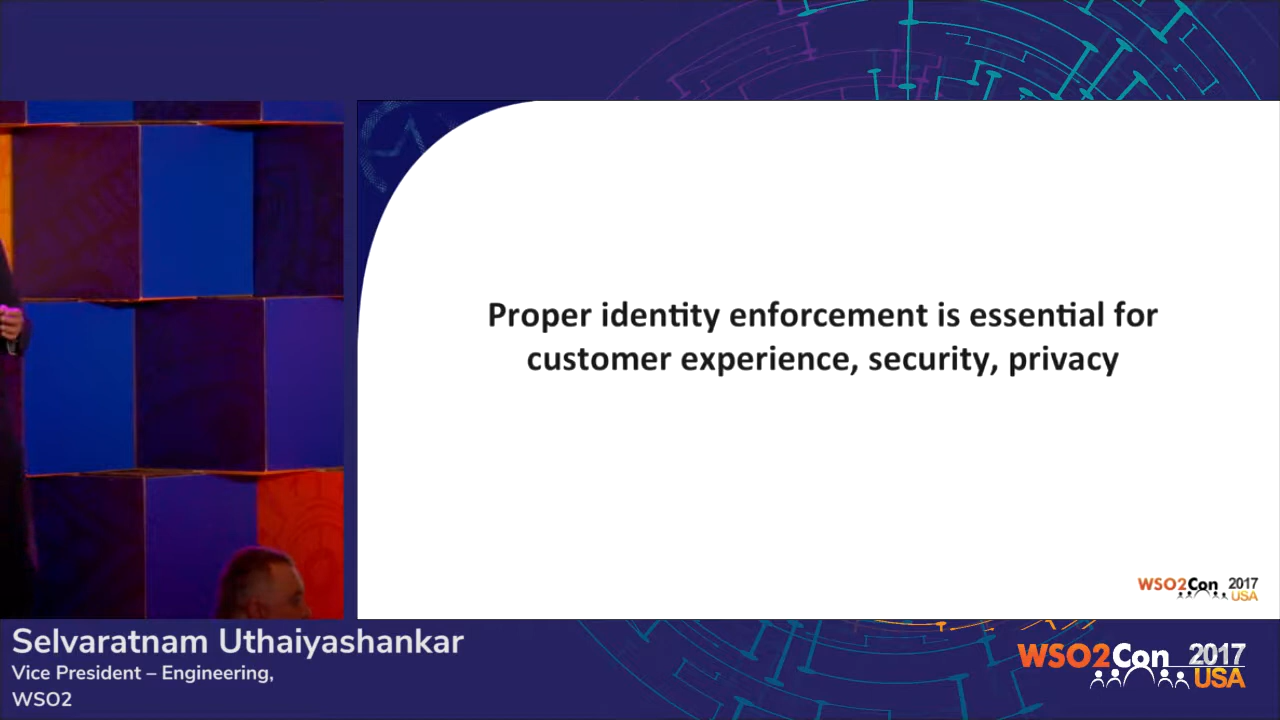 Proper identity enforcement is essential for
customer experience, security, privacy
WSO2Con 2017
USA
Selvaratnam Uthaiyashankar
Vice President – Engineering,
WSO2
WSO2Con 2017
USA